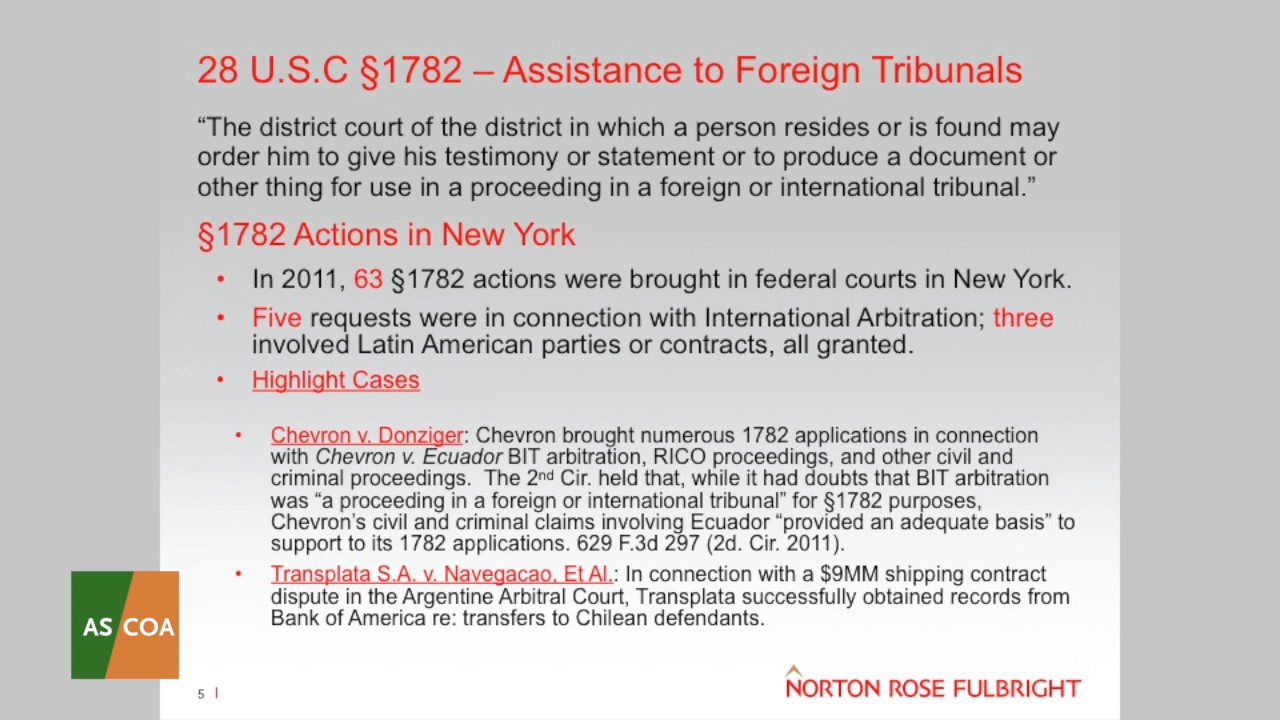 28 U.S.C §1782 – Assistance to Foreign Tribunals
“The district court of the district in which a person resides or is found may
order him to give his testimony or statement or to produce a document or
other thing for use in a proceeding in a foreign or international tribunal.”
§1782 Actions in New York
• In 2011, 63 §1782 actions were brought in federal courts in New York.
• Five requests were in connection with International Arbitration; three
involved Latin American parties or contracts, all granted.
• Highlight Cases
• Chevron v. Donziger: Chevron brought numerous 1782 applications in connection
with Chevron v. Ecuador BIT arbitration, RICO proceedings, and other civil and
criminal proceedings. The 2nd Cir. held that, while it had doubts that BIT arbitration
was “a proceeding in a foreign or international tribunal” for §1782 purposes,
Chevron’s civil and criminal claims involving Ecuador “provided an adequate basis” to
support to its 1782 applications. 629 F.3d 297 (2d. Cir. 2011).
• Transplata S.A. v. Navegacao, Et Al.: In connection with a $9MM shipping contract
dispute in the Argentine Arbitral Court, Transplata successfully obtained records from
Bank of America re: transfers to Chilean defendants.
AS COA
5 |
NORTON ROSE FULBRIGHT